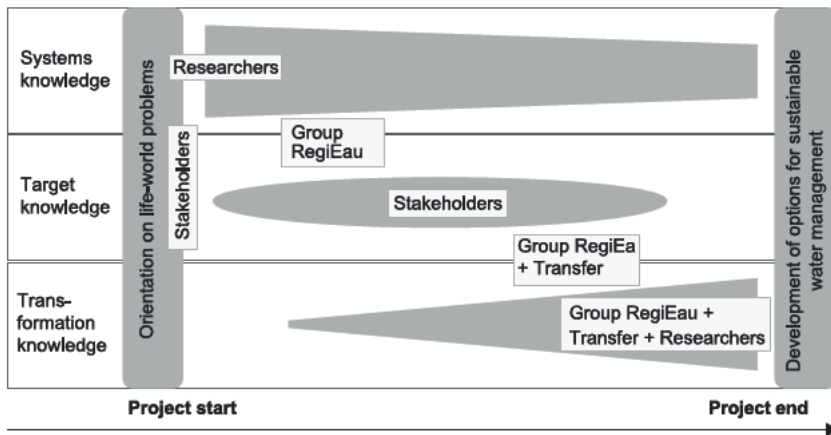 Systems
knowledge
Orientation on life-world problems
Researchers
Development of options for sustainable
water management
Stakeholders
Group
RegiEau
Target
knowledge
Stakeholders
Group RegiEa
+ Transfer
Trans-
formation
knowledge
Group RegiEau +
Transfer + Researchers
Project start
Project end